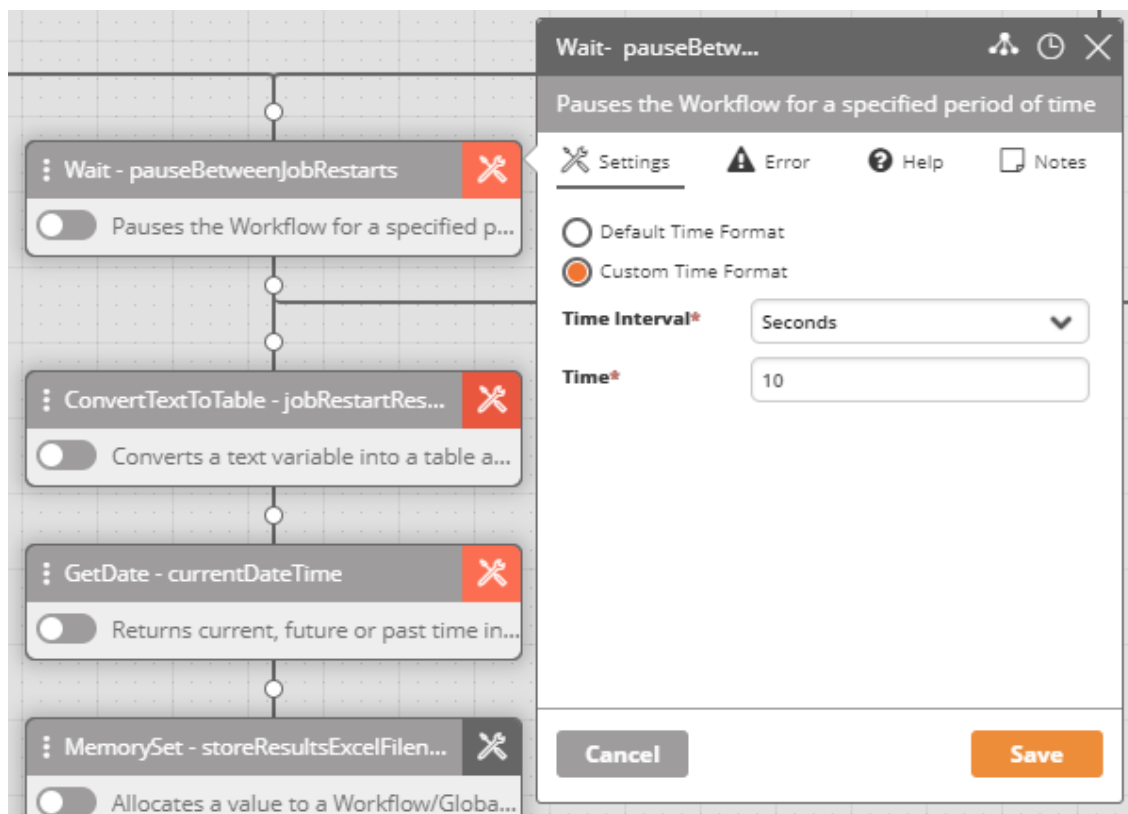 Wait - pauseBetweenJobRestarts
Pauses the Workflow for a specified p...
ConvertTextToTable - jobRestartRes...
Converts a text variable into a table a...
GetDate - currentDateTime
Returns current, future or past time in...
MemorySet - storeResultsExcelFilen...
Allocates a value to a Workflow/Globa...
Wait- pauseBetw...
Pauses the Workflow for a specified period of time
Settings Error Help Notes
Default Time Format
Custom Time Format
Time Interval* Seconds
Time* 10
Cancel Save